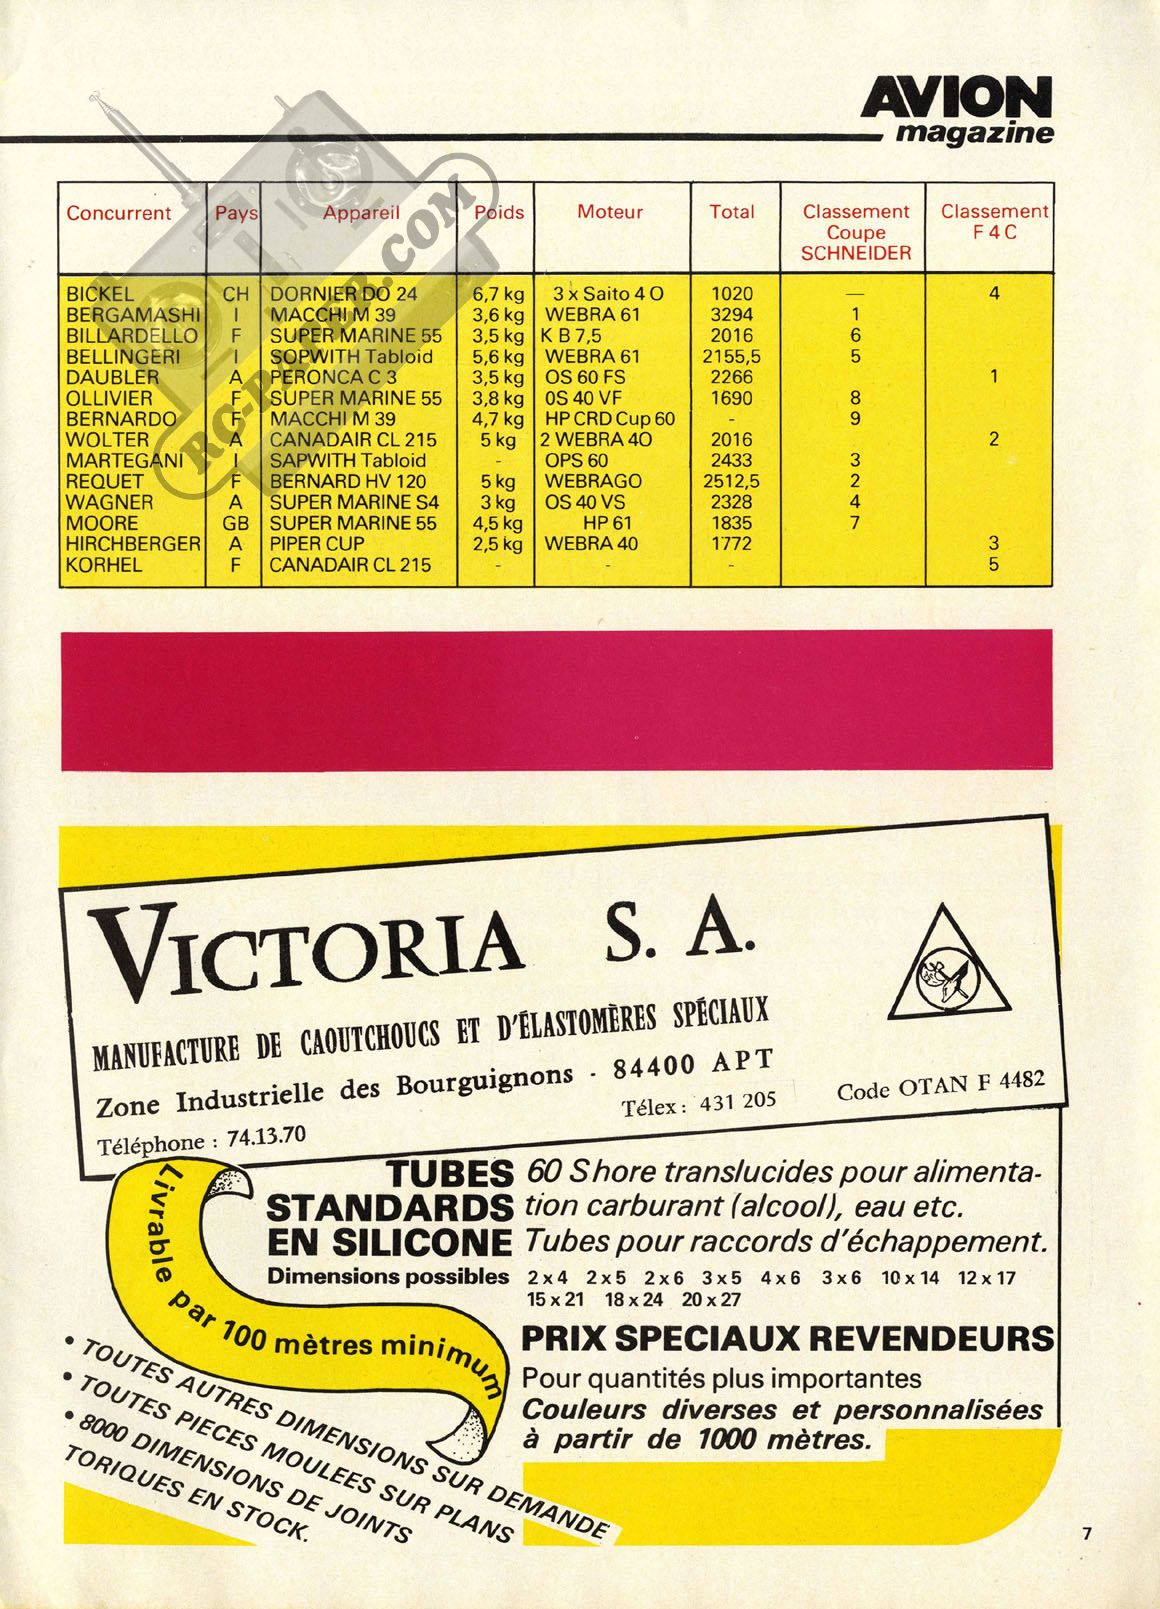 AVION
magazine
Concurrent Pays Appareil Poids Moteur Total Classement Coupe SCHNEIDER Classement F 4 C
BICKEL CH DORNIER DO 24 6,7 kg 3 x Saito 4 O 1020 — 4
BERGAMASHI I MACCHI M 39 3,6 kg WEBRA 61 3294 1
BILLARDELLO F SUPER MARINE 55 3,5 kg K B 7,5 2016 6
BELLINGERI I SOPWITH Tabloid 5,6 kg WEBRA 61 2155,5 5
DAUBLER A PERONCA C 3 3,5 kg OS 60 FS 2266 1
OLLIVIER F SUPER MARINE 55 3,8 kg 0S 40 VF 1690 8
BERNARDO F MACCHI M 39 4,7 kg HP CRD Cup 60 - 9
WOLTER A CANADAIR CL 215 5 kg 2 WEBRA 4O 2016 2
MARTEGANI I SAPWITH Tabloid - OPS 60 2433 3
REQUET F BERNARD HV 120 5 kg WEBRAGO 2512,5 2
WAGNER A SUPER MARINE S4 3 kg OS 40 VS 2328 4
MOORE GB SUPER MARINE 55 4,5 kg HP 61 1835 7
HIRCHBERGER A PIPER CUP 2,5 kg WEBRA 40 1772 3
KORHEL F CANADAIR CL 215 - - - 5
RC-PACER.COM
VICTORIA S. A.
MANUFACTURE DE CAOUTCHOUCS ET D'ÉLASTOMÈRES SPÉCIAUX
Zone Industrielle des Bourguignons - 84400 APT
Téléphone : 74.13.70 Télex : 431 205 Code OTAN F 4482
TUBES STANDARDS EN SILICONE
60 Shore translucides pour alimenta-
tion carburant (alcool), eau etc.
Tubes pour raccords d'échappement.
Dimensions possibles 2 x 4 2 x 5 2 x 6 3 x 5 4 x 6 3 x 6 10 x 14 12 x 17
15 x 21 18 x 24 20 x 27
Livrable par 100 mètres minimum
PRIX SPECIAUX REVENDEURS
Pour quantités plus importantes
Couleurs diverses et personnalisées
à partir de 1000 mètres.
• TOUTES AUTRES DIMENSIONS SUR DEMANDE
• TOUTES PIECES MOULEES SUR PLANS
• 8000 DIMENSIONS DE JOINTS
TORIQUES EN STOCK.
7